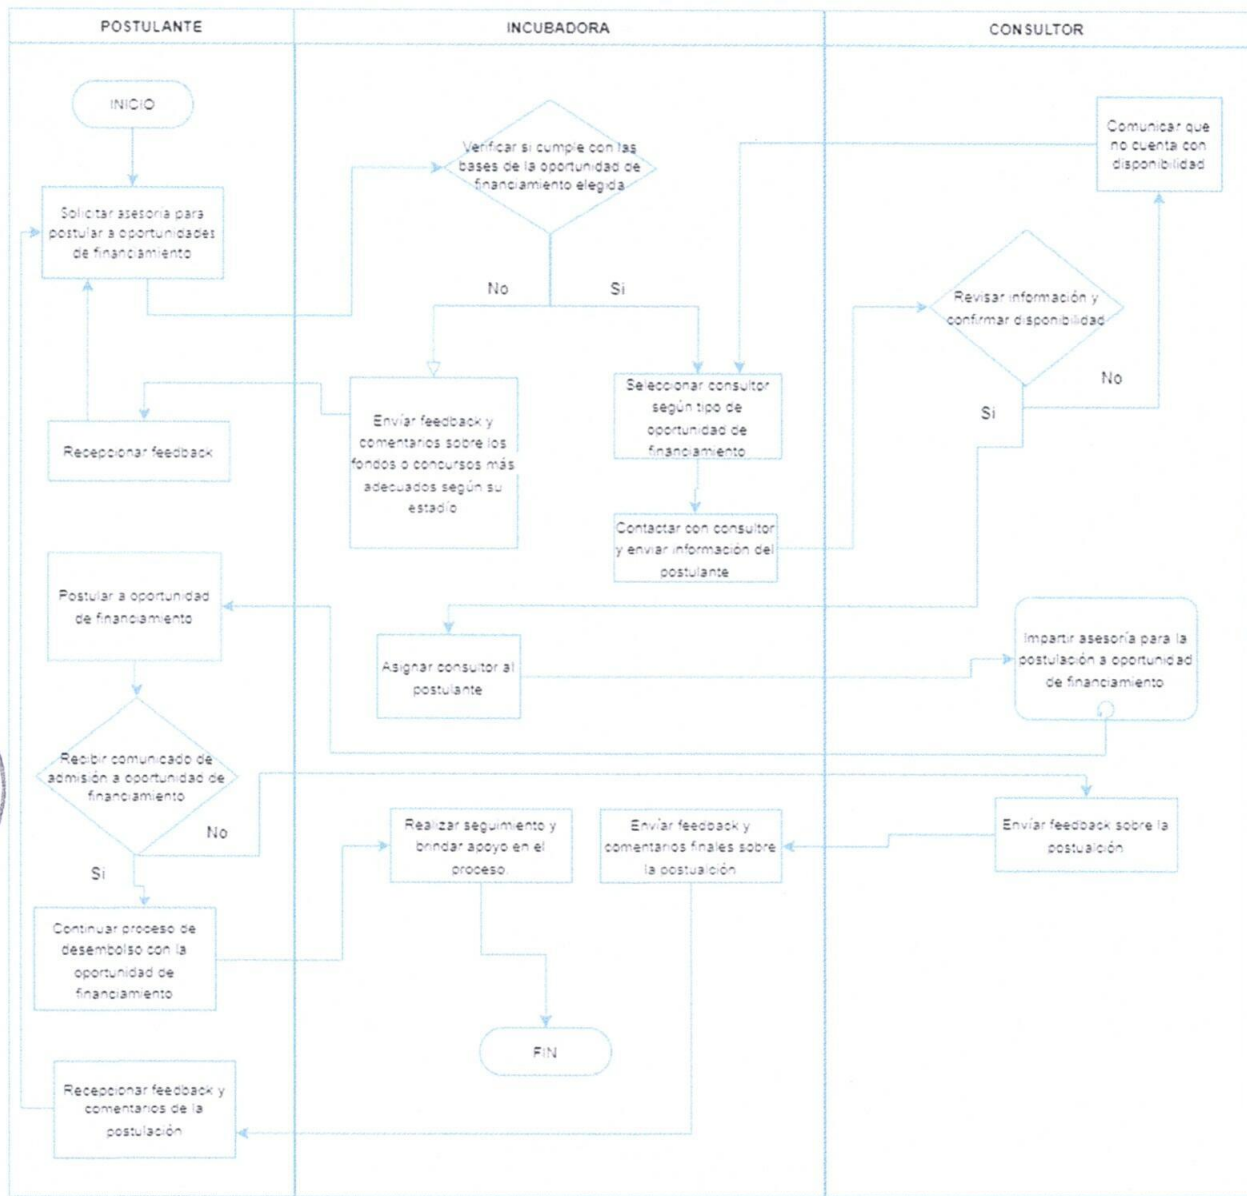 POSTULANTE
INCUBADORA
CONSULTOR
INICIO
Solicitar asesoría para
postular a oportunidades
de financiamiento
Verificar si cumple con las
bases de la oportunidad de
financiamiento elegida
No
Si
Comunicar que
no cuenta con
disponibilidad
Revisar información y
confirmar disponibilidad
No
Si
Recepcionar feedback
Envíar feedback y
comentarios sobre los
fondos o concursos más
adecuados según su
estadío
Seleccionar consultor
según tipo de
oportunidad de
financiamiento
Contactar con consultor
y enviar información del
postulante
Postular a oportunidad
de financiamiento
Asignar consultor al
postulante
Impartir asesoría para la
postulación a oportunidad
de financiamiento
Recibir comunicado de
admisión a oportunidad de
financiamiento
No
Si
Realizar seguimiento y
brindar apoyo en el
proceso.
Envíar feedback y
comentarios finales sobre
la postualción
Envíar feedback sobre la
postualción
Continuar proceso de
desembolso con la
oportunidad de
financiamiento
FIN
Recepcionar feedback y
comentarios de la
postulación